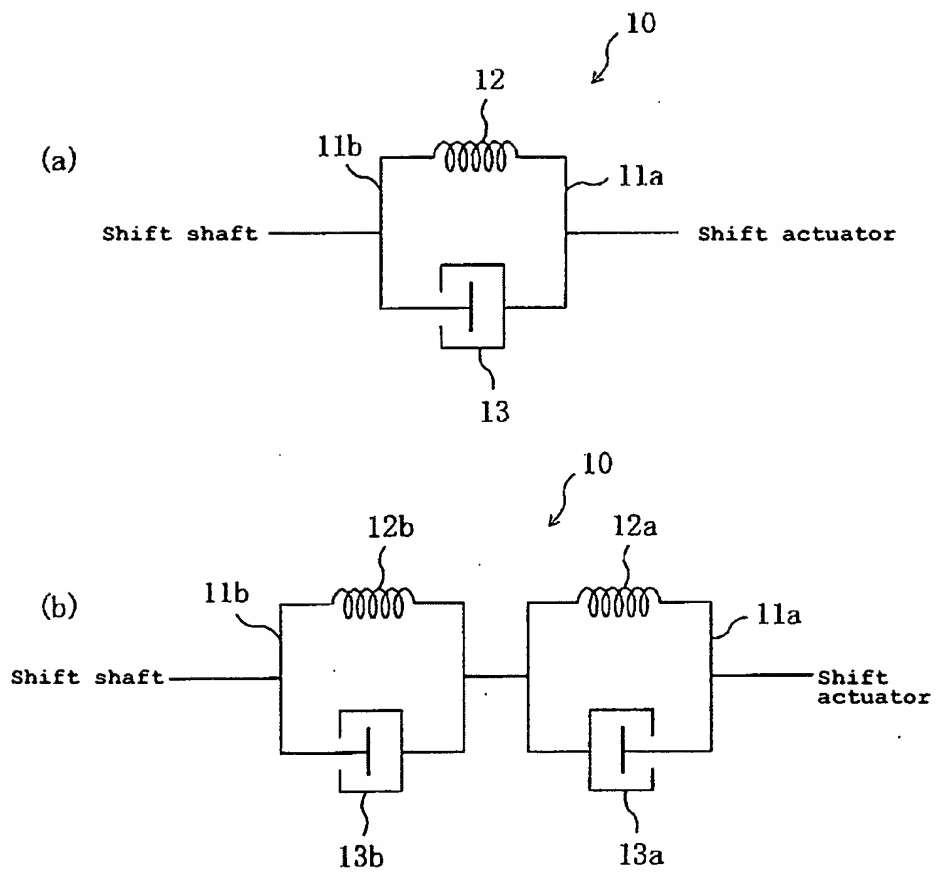 10
12
(a)
11b
11a
Shift shaft
Shift actuator
13
10
12b
12a
(b)
11b
11a
Shift shaft
Shift
actuator
13b
13a